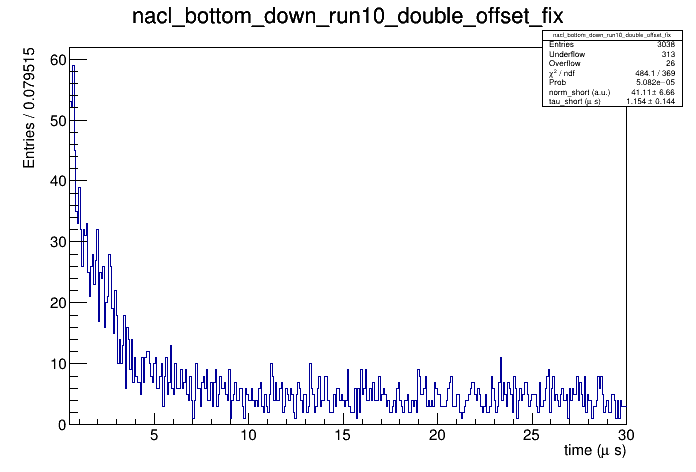 nacl_bottom_down_run10_double_offset_fix
nacl_bottom_down_run10_double_offset_fix
Entries 3038
Underflow 313
Overflow 26
χ² / ndf 484.1 / 369
Prob 5.082e−05
norm_short (a.u.) 41.11± 6.66
tau_short (μ s) 1.154 ± 0.144
Entries / 0.079515
60
50
40
30
20
10
0
5 10 15 20 25 30
time (μ s)